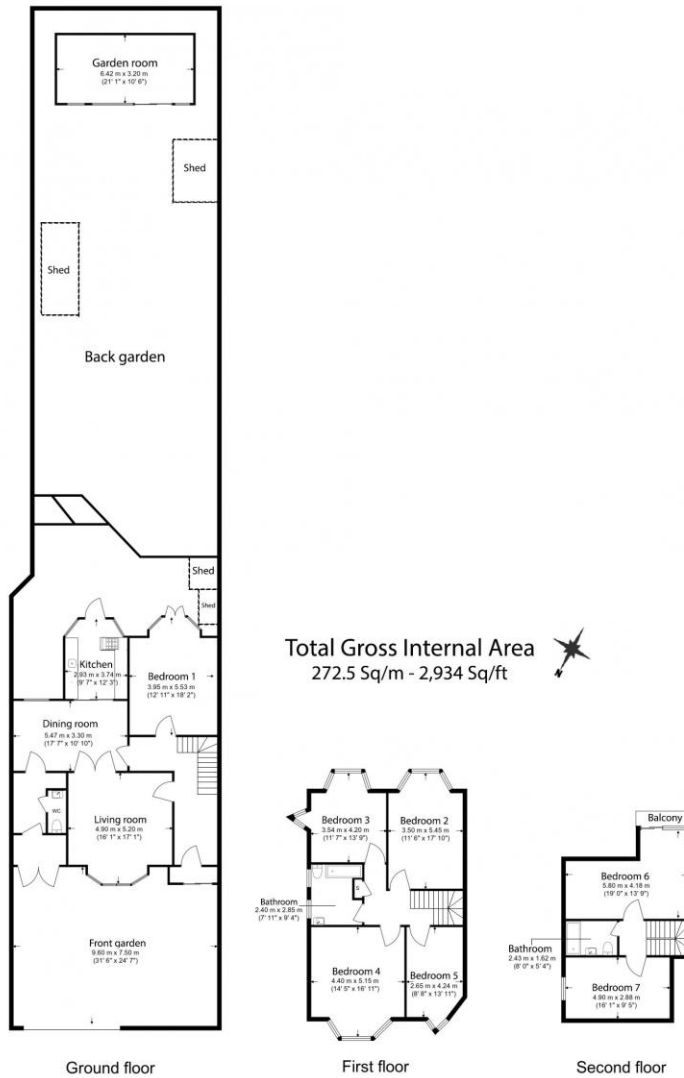 Garden room
6.42 m x 3.20 m
(21' 1" x 10' 6")
Shed
Shed
Back garden
Shed
Shed
Kitchen
2.93 m x 3.74 m
(9' 7" x 12' 3")
Bedroom 1
3.95 m x 5.53 m
(12' 11" x 18' 2")
Dining room
5.47 m x 3.30 m
(17' 7" x 10' 10")
WC
Living room
4.90 m x 5.20 m
(16' 1" x 17' 1")
Front garden
9.60 m x 7.50 m
(31' 6" x 24' 7")
Ground floor
Total Gross Internal Area
272.5 Sq/m - 2,934 Sq/ft
N
Bedroom 3
3.54 m x 4.20 m
(11' 7" x 13' 9")
Bedroom 2
3.50 m x 5.45 m
(11' 6" x 17' 10")
Bathroom
2.40 m x 2.85 m
(7' 11" x 9' 4")
S
Bedroom 4
4.40 m x 5.15 m
(14' 5" x 16' 11")
Bedroom 5
2.65 m x 4.24 m
(8' 8" x 13' 11")
First floor
Balcony
Bedroom 6
5.80 m x 4.18 m
(19' 0" x 13' 9")
Bathroom
2.43 m x 1.62 m
(8' 0" x 5' 4")
Bedroom 7
4.90 m x 2.88 m
(16' 1" x 9' 5")
Second floor